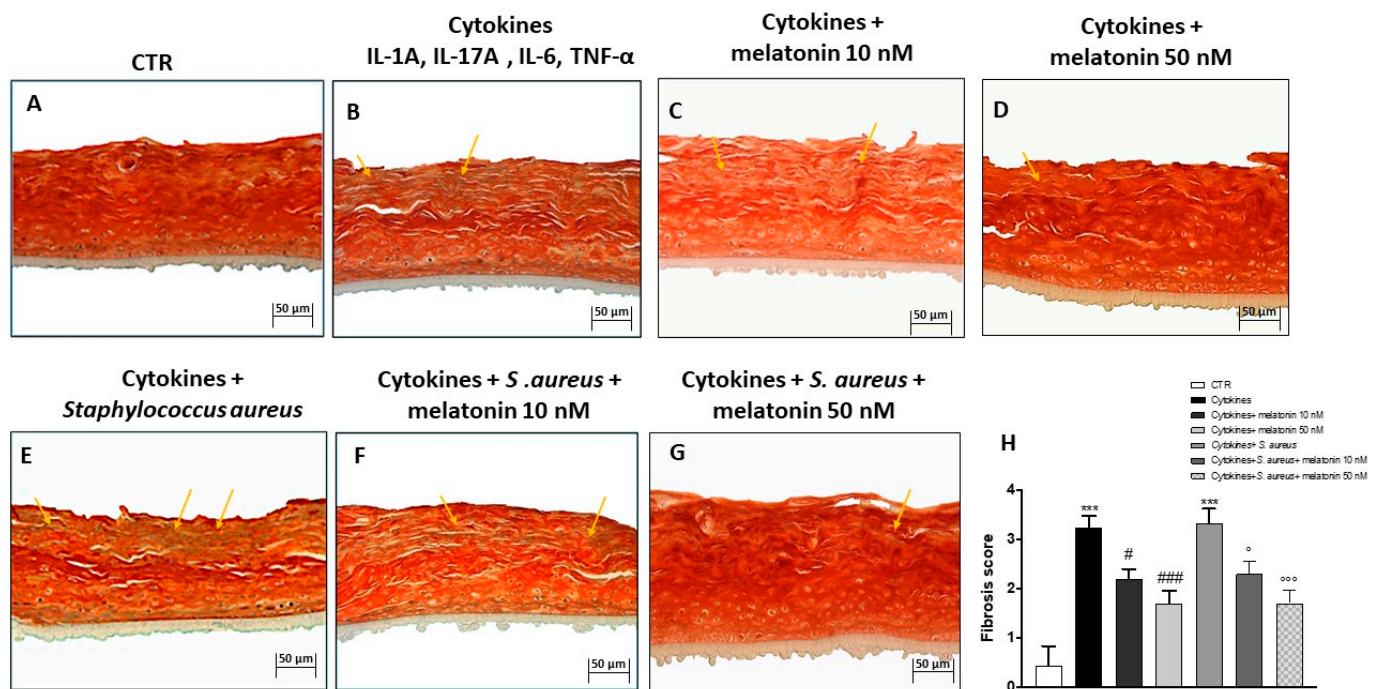 CTR
Cytokines
IL-1A, IL-17A , IL-6, TNF-α
Cytokines +
melatonin 10 nM
Cytokines +
melatonin 50 nM
A
B
C
D
50 µm
50 µm
50 µm
50 µm
Cytokines +
Staphylococcus aureus
Cytokines + S .aureus +
melatonin 10 nM
Cytokines + S. aureus +
melatonin 50 nM
E
F
G
50 µm
50 µm
50 µm
H
CTR
Cytokines
Cytokines+ melatonin 10 nM
Cytokines+ melatonin 50 nM
Cytokines+ S. aureus
Cytokines+S. aureus+ melatonin 10 nM
Cytokines+S. aureus+ melatonin 50 nM
Fibrosis score
4
3
2
1
0
***
#
###
***
°
°°°